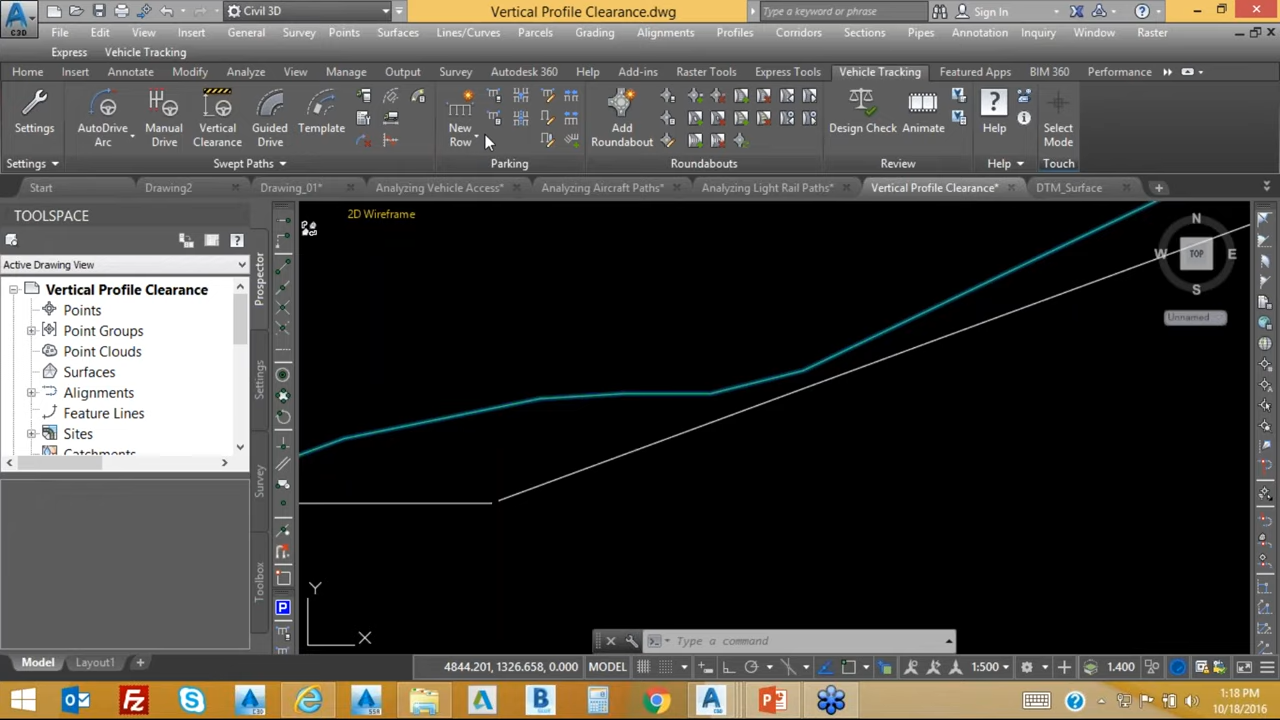 Civil 3D
Vertical Profile Clearance.dwg
Type a keyword or phrase
Sign In
C3D
File Edit View Insert General Survey Points Surfaces Lines/Curves Parcels Grading Alignments Profiles Corridors Sections Pipes Annotation Inquiry Window Raster
Express Vehicle Tracking
Home Insert Annotate Modify Analyze View Manage Output Survey Autodesk 360 Help Add-ins Raster Tools Express Tools Vehicle Tracking Featured Apps BIM 360 Performance
Settings
AutoDrive Arc
Manual Drive
Vertical Clearance
Guided Drive
Template
New Row
Add Roundabout
Design Check
Animate
Help
Select Mode
Settings Swept Paths Parking Roundabouts Review Help Touch
Start Drawing2 Drawing_01* Analyzing Vehicle Access* Analyzing Aircraft Paths* Analyzing Light Rail Paths* Vertical Profile Clearance* DTM_Surface
TOOLSPACE
2D Wireframe
Active Drawing View
Vertical Profile Clearance
Points
Point Groups
Point Clouds
Surfaces
Alignments
Feature Lines
Sites
Catchments
Prospector
Settings
Survey
Toolbox
N
W TOP E
S
Unnamed
Y
X
P
Type a command
Model Layout1
4844.201, 1326.658, 0.000 MODEL 1:500 1.400
C3D
SSA
1:18 PM
10/18/2016